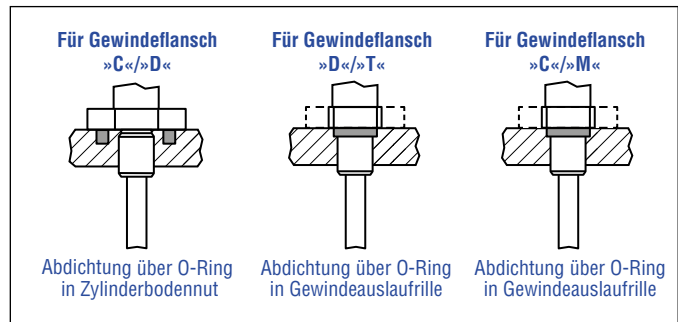 Für Gewindeflansch
»C«/»D«
Abdichtung über O-Ring
in Zylinderbodennut
Für Gewindeflansch
»D«/»T«
Abdichtung über O-Ring
in Gewindeauslaufrille
Für Gewindeflansch
»C«/»M«
Abdichtung über O-Ring
in Gewindeauslaufrille